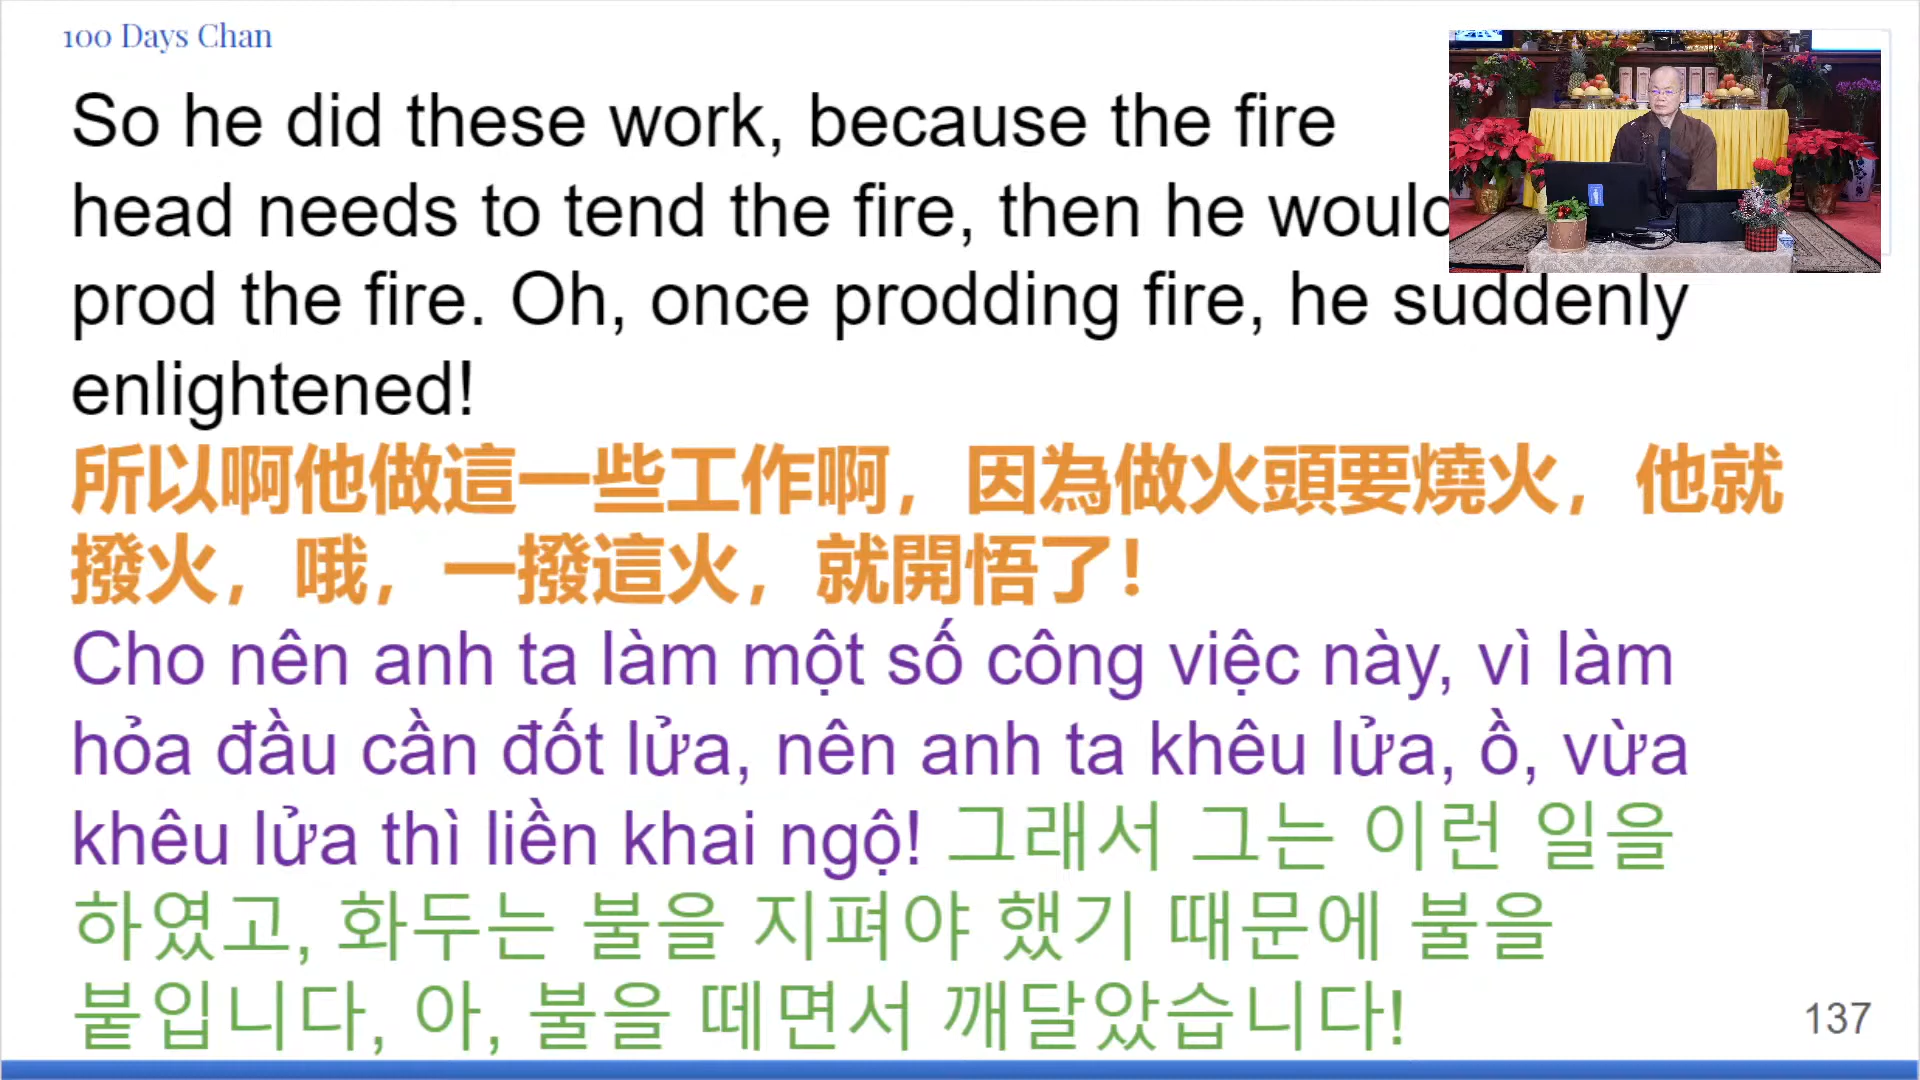 100 Days Chan
So he did these work, because the fire
head needs to tend the fire, then he would
prod the fire. Oh, once prodding fire, he suddenly
enlightened!
所以啊他做這一些工作啊，因為做火頭要燒火，他就
撥火，哦，一撥這火，就開悟了！
Cho nên anh ta làm một số công việc này, vì làm
hỏa đầu cần đốt lửa, nên anh ta khêu lửa, ồ, vừa
khêu lửa thì liền khai ngộ! 그래서 그는 이런 일을
하였고, 화두는 불을 지펴야 했기 때문에 불을
붙입니다, 아, 불을 떼면서 깨달았습니다!
137